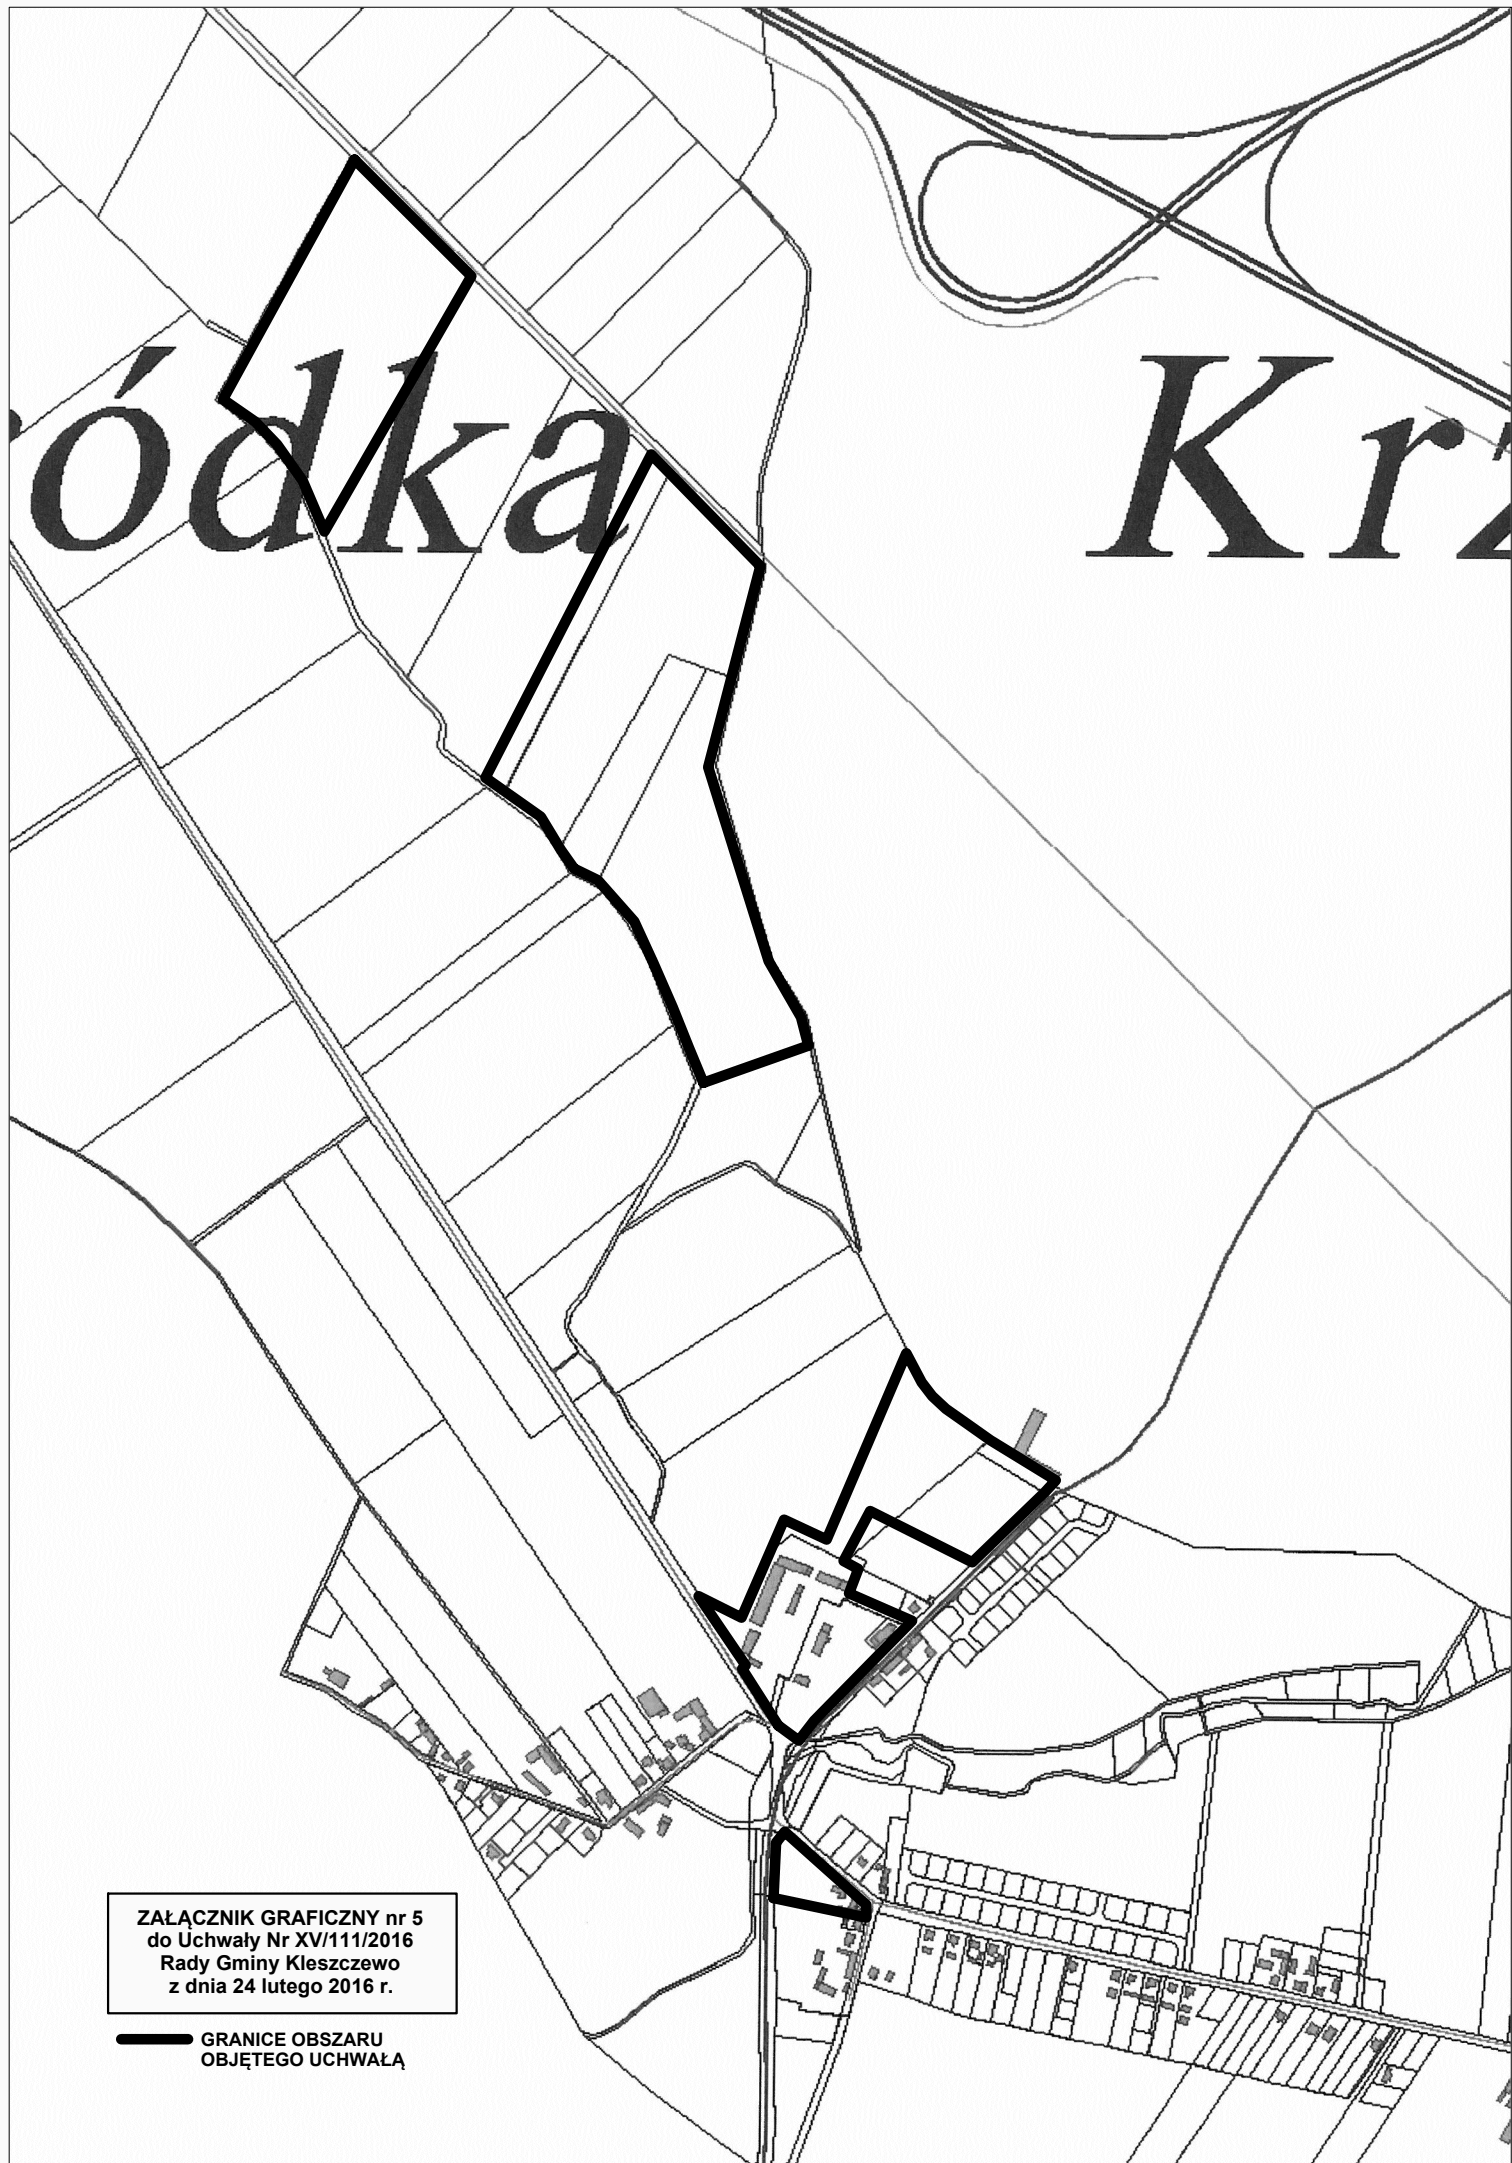 ódka Krz
ZAŁĄCZNIK GRAFICZNY nr 5
do Uchwały Nr XV/111/2016
Rady Gminy Kleszczewo
z dnia 24 lutego 2016 r.
GRANICE OBSZARU
OBJĘTEGO UCHWAŁĄ